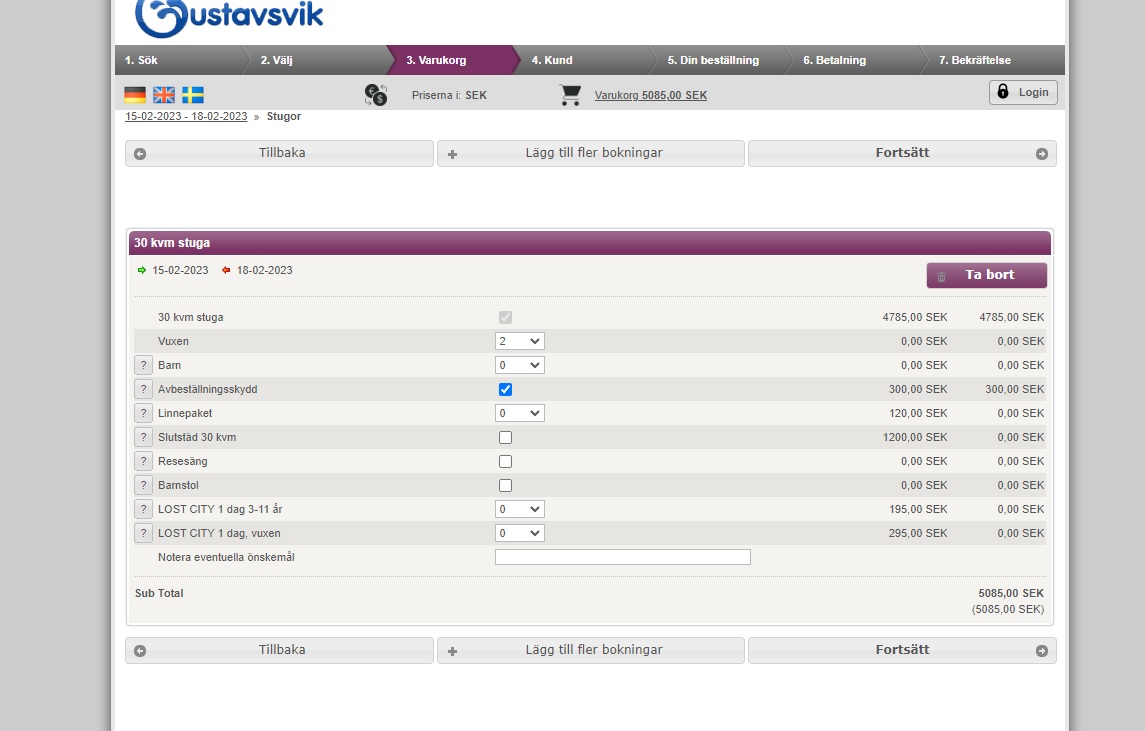 Gustavsvik
1. Sök 2. Välj 3. Varukorg 4. Kund 5. Din beställning 6. Betalning 7. Bekräftelse
Priserna i: SEK Varukorg 5085,00 SEK Login
15-02-2023 - 18-02-2023 » Stugor
Tillbaka Lägg till fler bokningar Fortsätt
30 kvm stuga
15-02-2023 18-02-2023 Ta bort
30 kvm stuga 4785,00 SEK 4785,00 SEK
Vuxen 2 0,00 SEK 0,00 SEK
? Barn 0 0,00 SEK 0,00 SEK
? Avbeställningsskydd 300,00 SEK 300,00 SEK
? Linnepaket 0 120,00 SEK 0,00 SEK
? Slutstäd 30 kvm 1200,00 SEK 0,00 SEK
? Resesäng 0,00 SEK 0,00 SEK
? Barnstol 0,00 SEK 0,00 SEK
? LOST CITY 1 dag 3-11 år 0 195,00 SEK 0,00 SEK
? LOST CITY 1 dag, vuxen 0 295,00 SEK 0,00 SEK
Notera eventuella önskemål
Sub Total 5085,00 SEK
(5085,00 SEK)
Tillbaka Lägg till fler bokningar Fortsätt